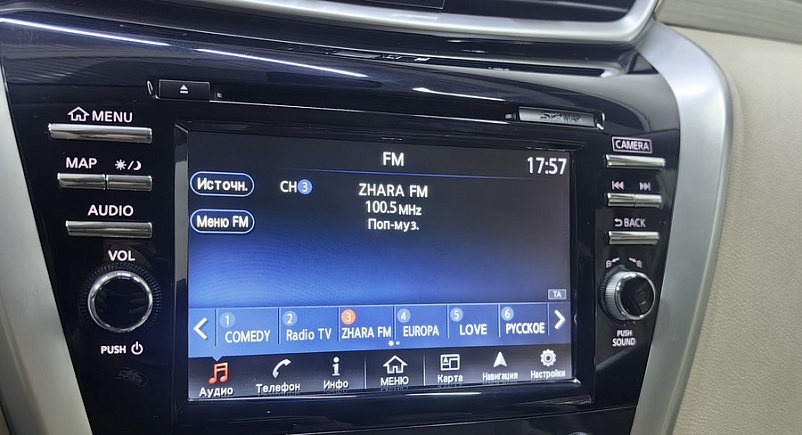 MENU
MAP
AUDIO
VOL
PUSH
FM
17:57
Источн.
CH 3
ZHARA FM
100.5 MHz
Меню FM
Поп-муз.
TA
1 2 3 4 5 6
COMEDY Radio TV ZHARA FM EUROPA LOVE РУССКОЕ
Аудио Телефон Инфо МЕНЮ Карта Навигация Настройки
CAMERA
BACK
PUSH
SOUND